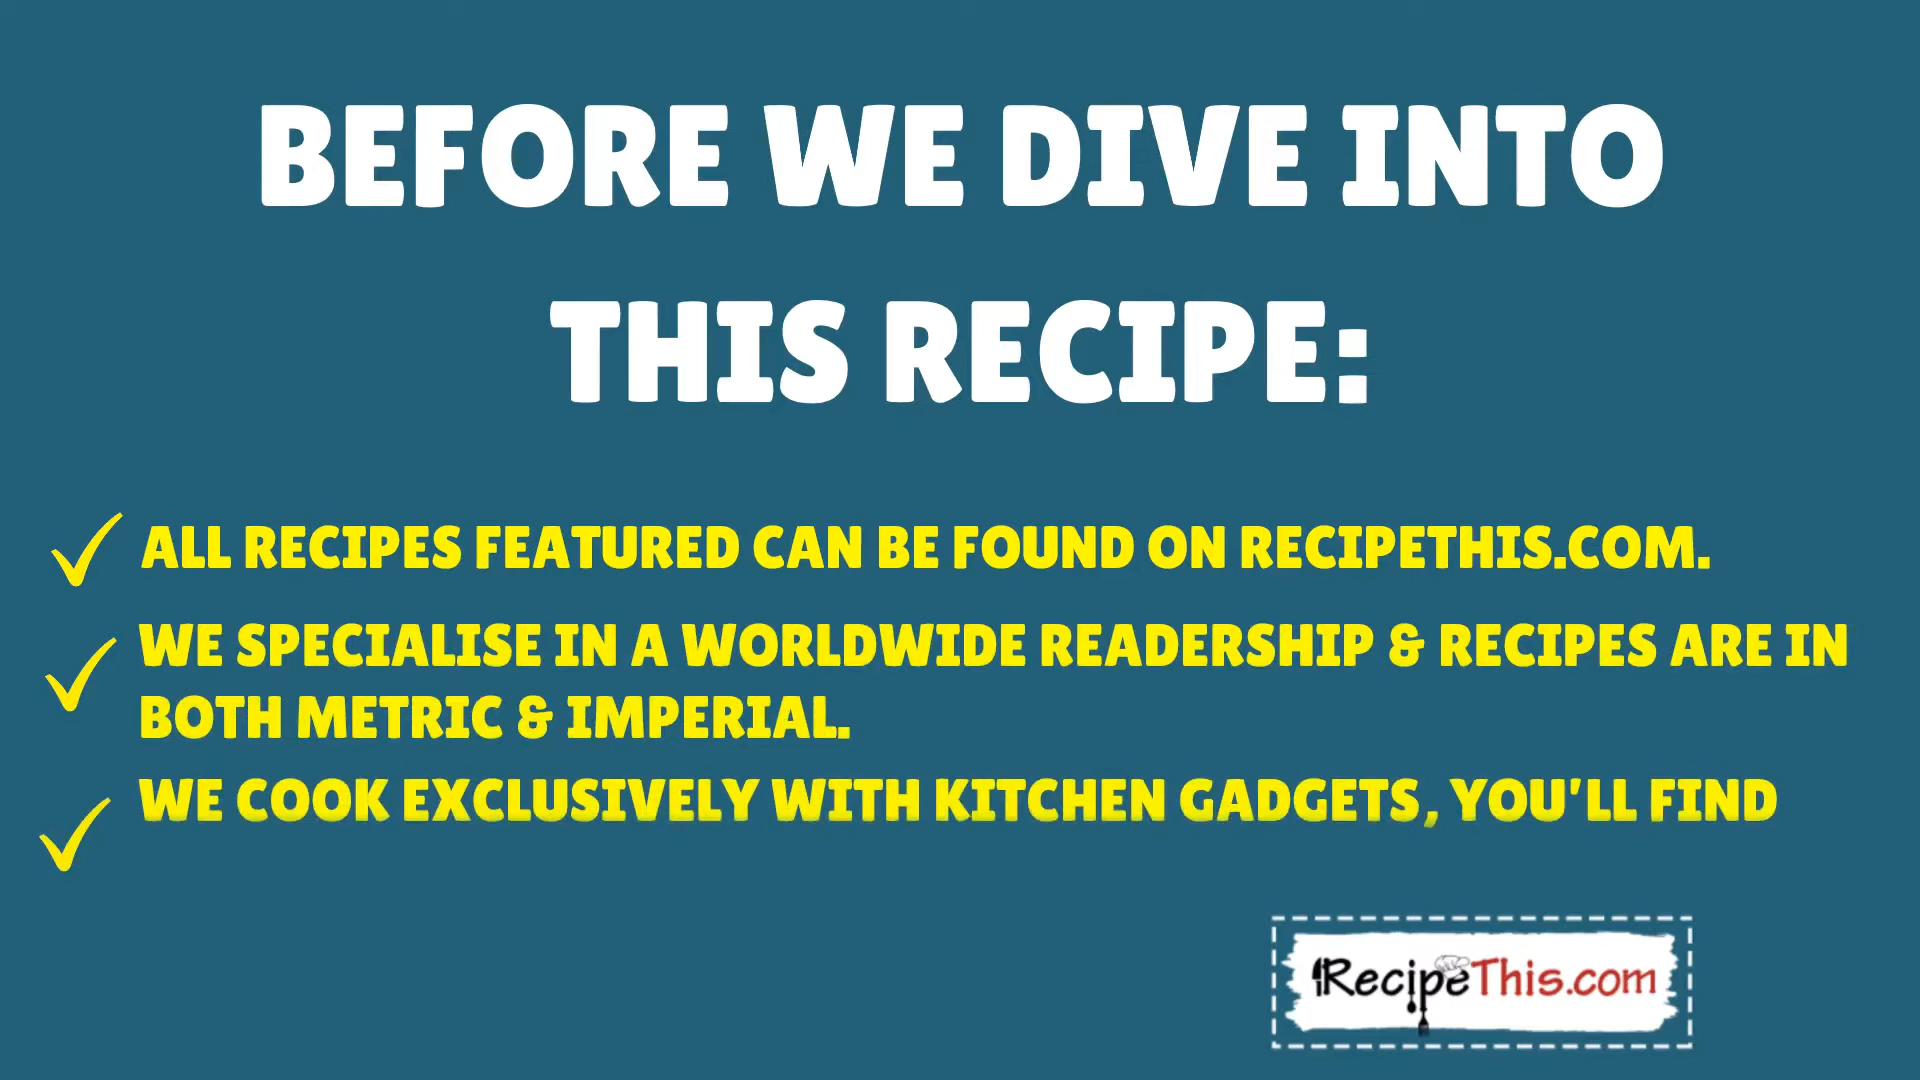 BEFORE WE DIVE INTO
THIS RECIPE:
ALL RECIPES FEATURED CAN BE FOUND ON RECIPETHIS.COM.
WE SPECIALISE IN A WORLDWIDE READERSHIP & RECIPES ARE IN
BOTH METRIC & IMPERIAL.
WE COOK EXCLUSIVELY WITH KITCHEN GADGETS, YOU'LL FIND
RecipeThis.com